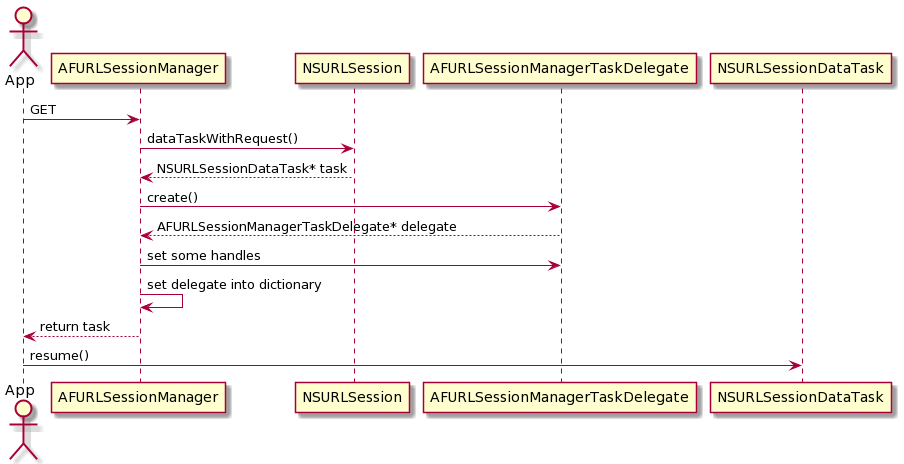 App
AFURLSessionManager
NSURLSession
AFURLSessionManagerTaskDelegate
NSURLSessionDataTask
GET
dataTaskWithRequest()
NSURLSessionDataTask* task
create()
AFURLSessionManagerTaskDelegate* delegate
set some handles
set delegate into dictionary
return task
resume()
App
AFURLSessionManager
NSURLSession
AFURLSessionManagerTaskDelegate
NSURLSessionDataTask